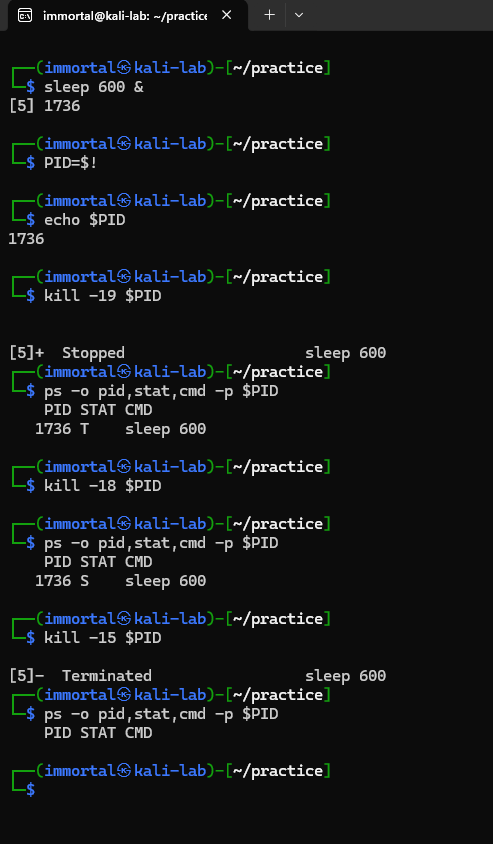 immortal@kali-lab: ~/practice
┌──(immortal㉿kali-lab)-[~/practice]
└─$ sleep 600 &
[5] 1736
┌──(immortal㉿kali-lab)-[~/practice]
└─$ PID=$!
┌──(immortal㉿kali-lab)-[~/practice]
└─$ echo $PID
1736
┌──(immortal㉿kali-lab)-[~/practice]
└─$ kill -19 $PID
[5]+  Stopped                    sleep 600
┌──(immortal㉿kali-lab)-[~/practice]
└─$ ps -o pid,stat,cmd -p $PID
    PID STAT CMD
   1736 T    sleep 600
┌──(immortal㉿kali-lab)-[~/practice]
└─$ kill -18 $PID
┌──(immortal㉿kali-lab)-[~/practice]
└─$ ps -o pid,stat,cmd -p $PID
    PID STAT CMD
   1736 S    sleep 600
┌──(immortal㉿kali-lab)-[~/practice]
└─$ kill -15 $PID
[5]-  Terminated                 sleep 600
┌──(immortal㉿kali-lab)-[~/practice]
└─$ ps -o pid,stat,cmd -p $PID
    PID STAT CMD
┌──(immortal㉿kali-lab)-[~/practice]
└─$